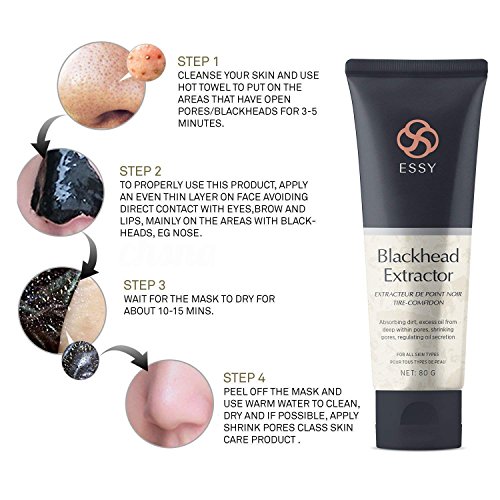 STEP 1
CLEANSE YOUR SKIN AND USE
HOT TOWEL TO PUT ON THE
AREAS THAT HAVE OPEN
PORES/BLACKHEADS FOR 3-5
MINUTES.
STEP 2
TO PROPERLY USE THIS PRODUCT, APPLY
AN EVEN THIN LAYER ON FACE AVOIDING
DIRECT CONTACT WITH EYES,BROW AND
LIPS, MAINLY ON THE AREAS WITH BLACK-
HEADS, EG NOSE.
STEP 3
WAIT FOR THE MASK TO DRY FOR
ABOUT 10-15 MINS.
STEP 4
PEEL OFF THE MASK AND
USE WARM WATER TO CLEAN,
DRY AND IF POSSIBLE, APPLY
SHRINK PORES CLASS SKIN
CARE PRODUCT .
ESSY
Blackhead
Extractor
EXTRACTEUR DE POINT NOIR
TIRE-COMFIDON
Absorbing dirt, excess oil from
deep within pores, shrinking
pores, regulating oil secretion
FOR ALL SKIN TYPES
POUR TOUS TYPES DE PEAU
NET: 80 G